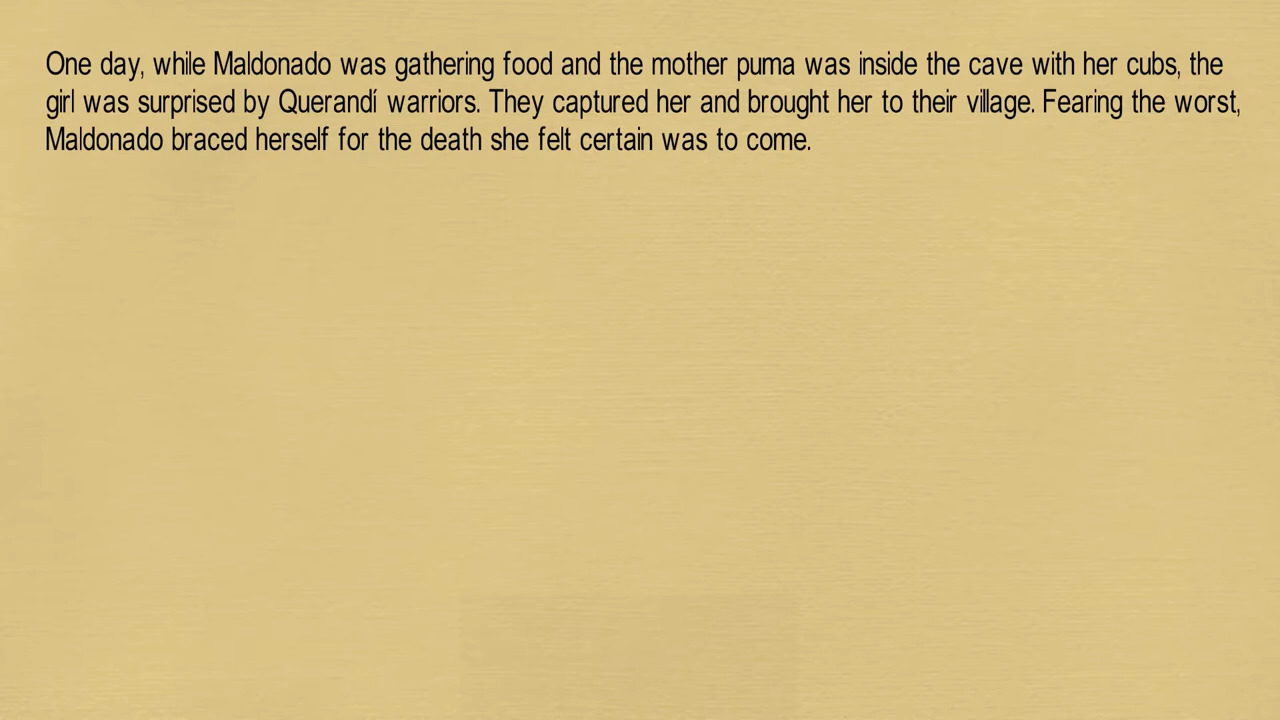 One day, while Maldonado was gathering food and the mother puma was inside the cave with her cubs, the
girl was surprised by Querandí warriors. They captured her and brought her to their village. Fearing the worst,
Maldonado braced herself for the death she felt certain was to come.